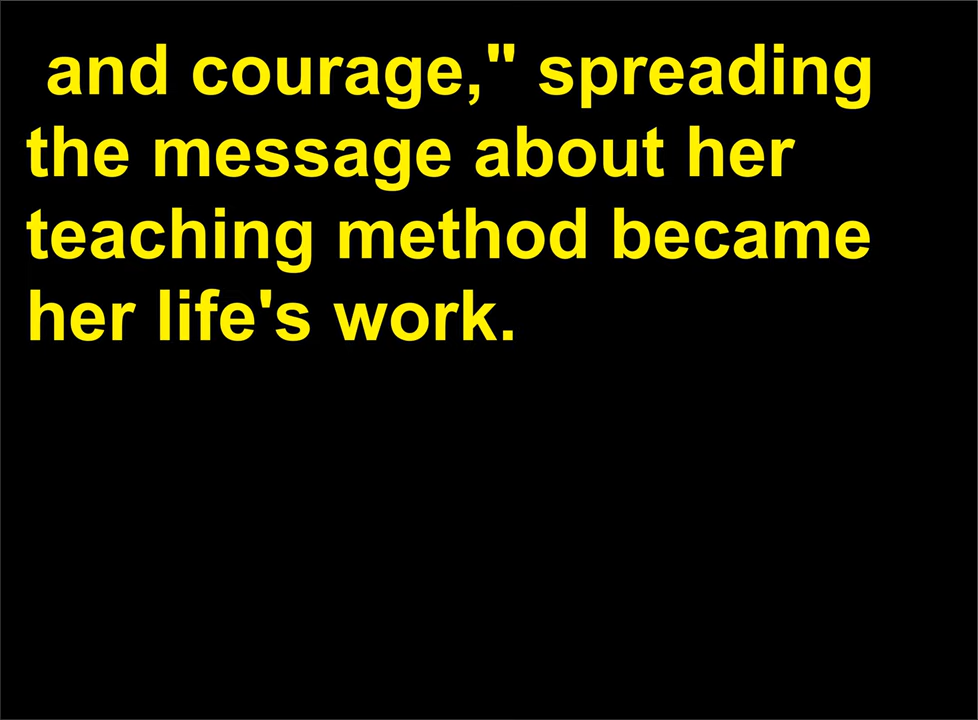 and courage," spreading
the message about her
teaching method became
her life's work.